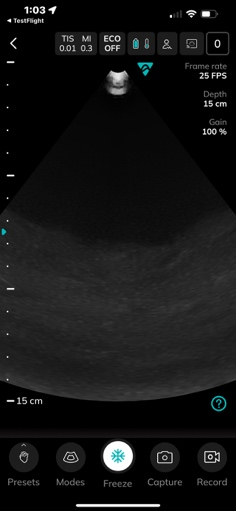 1:03
TestFlight
TIS MI
0.01 0.3
ECO
OFF
0
Frame rate
25 FPS
Depth
15 cm
Gain
100 %
15 cm
?
Presets
Modes
Freeze
Capture
Record